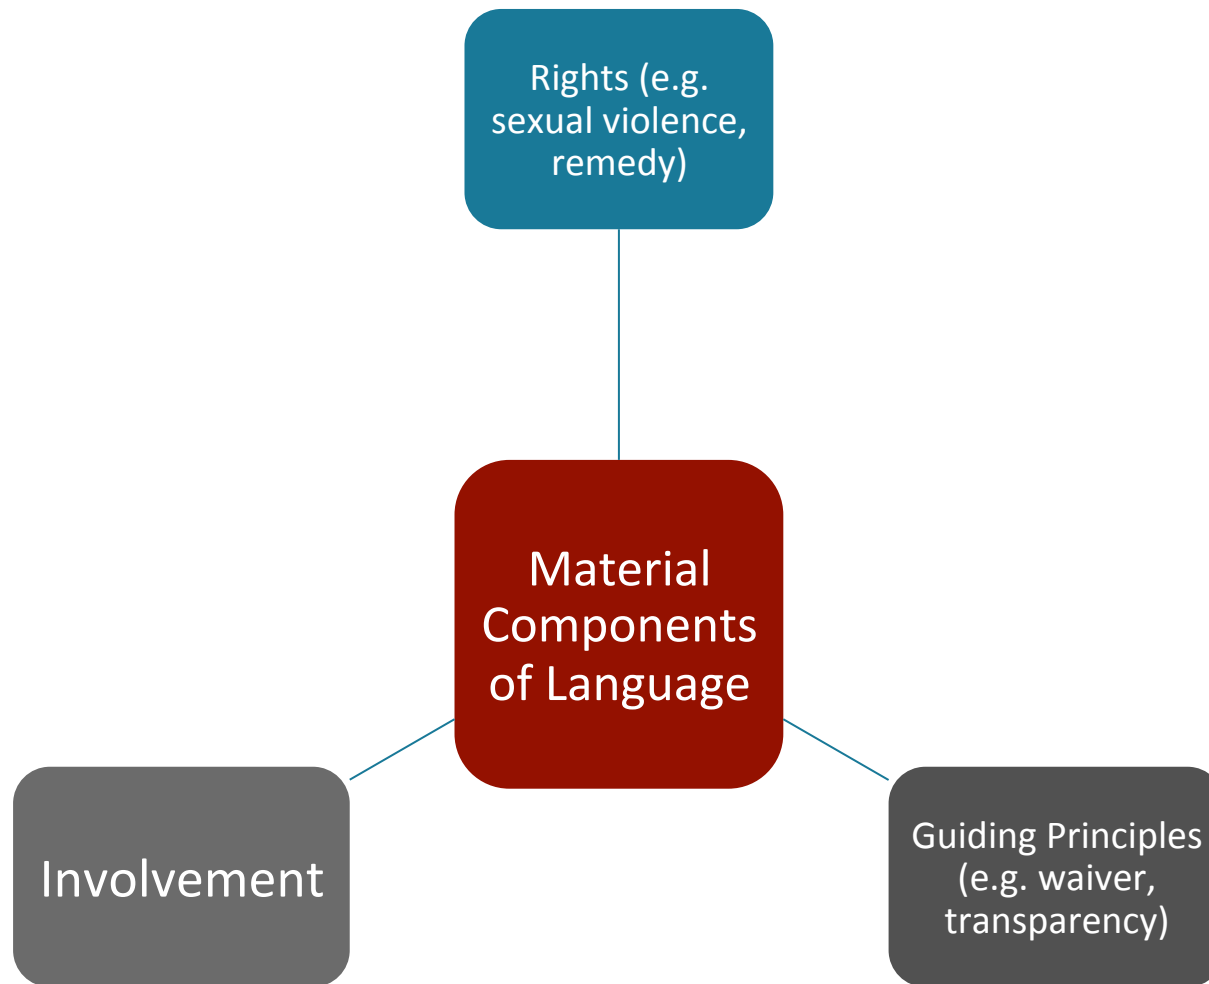 Rights (e.g.
sexual violence,
remedy)
Material
Components
of Language
Involvement
Guiding Principles
(e.g. waiver,
transparency)